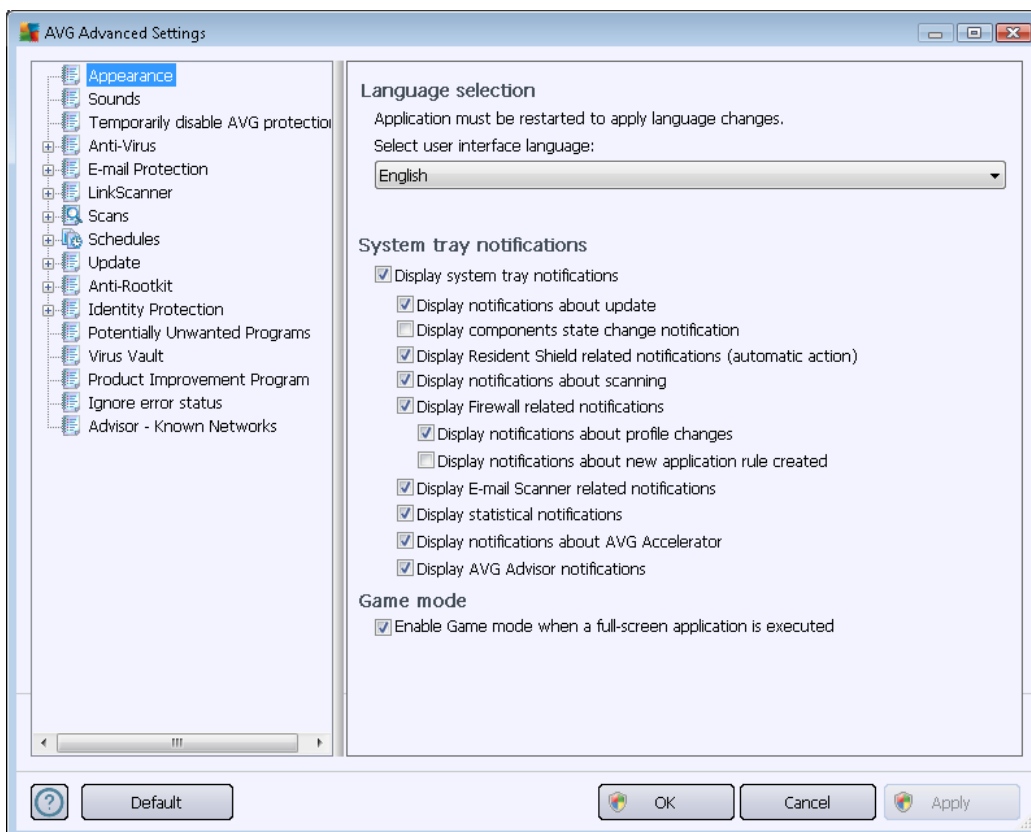 AVG Advanced Settings
Appearance
Sounds
Temporarily disable AVG protection
Anti-Virus
E-mail Protection
LinkScanner
Scans
Schedules
Update
Anti-Rootkit
Identity Protection
Potentially Unwanted Programs
Virus Vault
Product Improvement Program
Ignore error status
Advisor - Known Networks
Language selection
Application must be restarted to apply language changes.
Select user interface language:
English
System tray notifications
Display system tray notifications
Display notifications about update
Display components state change notification
Display Resident Shield related notifications (automatic action)
Display notifications about scanning
Display Firewall related notifications
Display notifications about profile changes
Display notifications about new application rule created
Display E-mail Scanner related notifications
Display statistical notifications
Display notifications about AVG Accelerator
Display AVG Advisor notifications
Game mode
Enable Game mode when a full-screen application is executed
Default
OK
Cancel
Apply